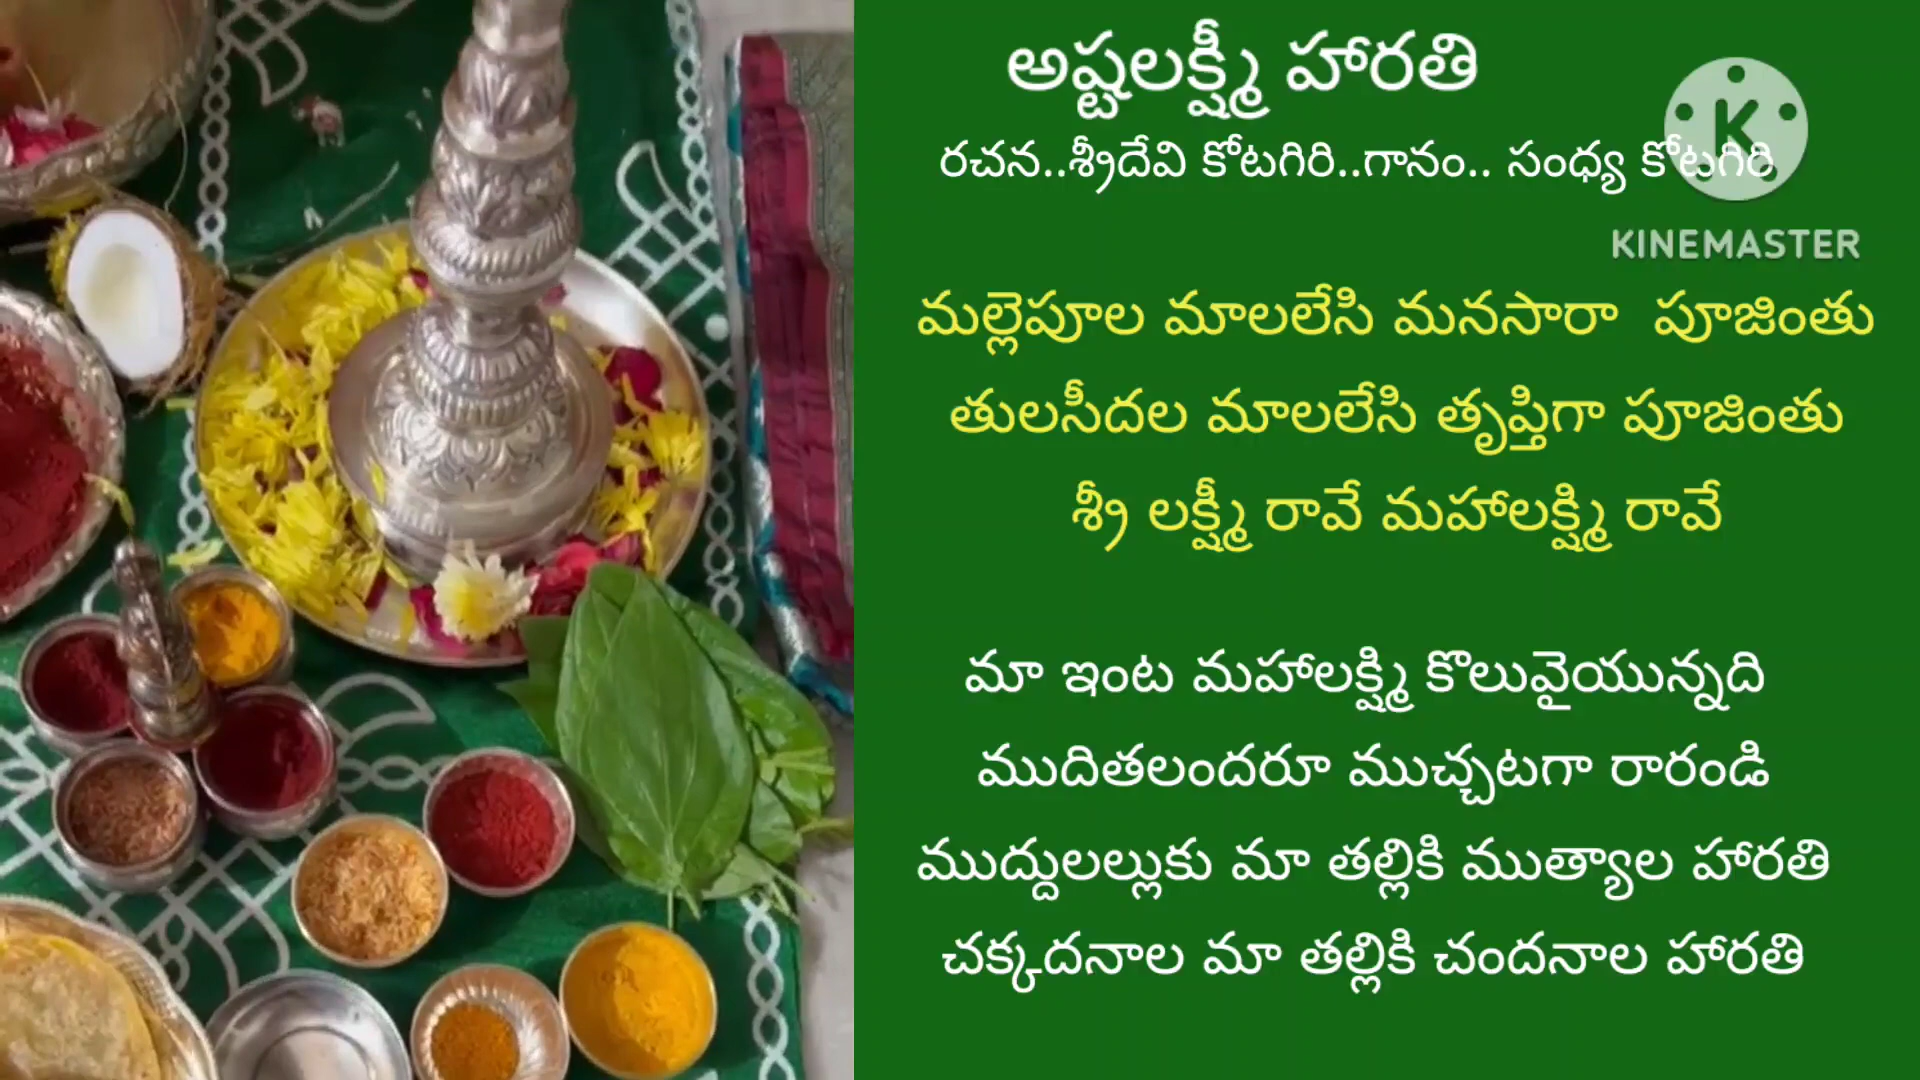 అష్టలక్ష్మీ హారతి
రచన..శ్రీదేవి కోటగిరి..గానం.. సంధ్య కోటగిరి
KINEMASTER
మల్లెపూల మాలలేసి మనసారా పూజింతు
తులసీదల మాలలేసి తృప్తిగా పూజింతు
శ్రీ లక్ష్మీ రావే మహాలక్ష్మి రావే
మా ఇంట మహాలక్ష్మి కొలువైయున్నది
ముదితలందరూ ముచ్చటగా రారండి
ముద్దులల్లుకు మా తల్లికి ముత్యాల హారతి
చక్కదనాల మా తల్లికి చందనాల హారతి